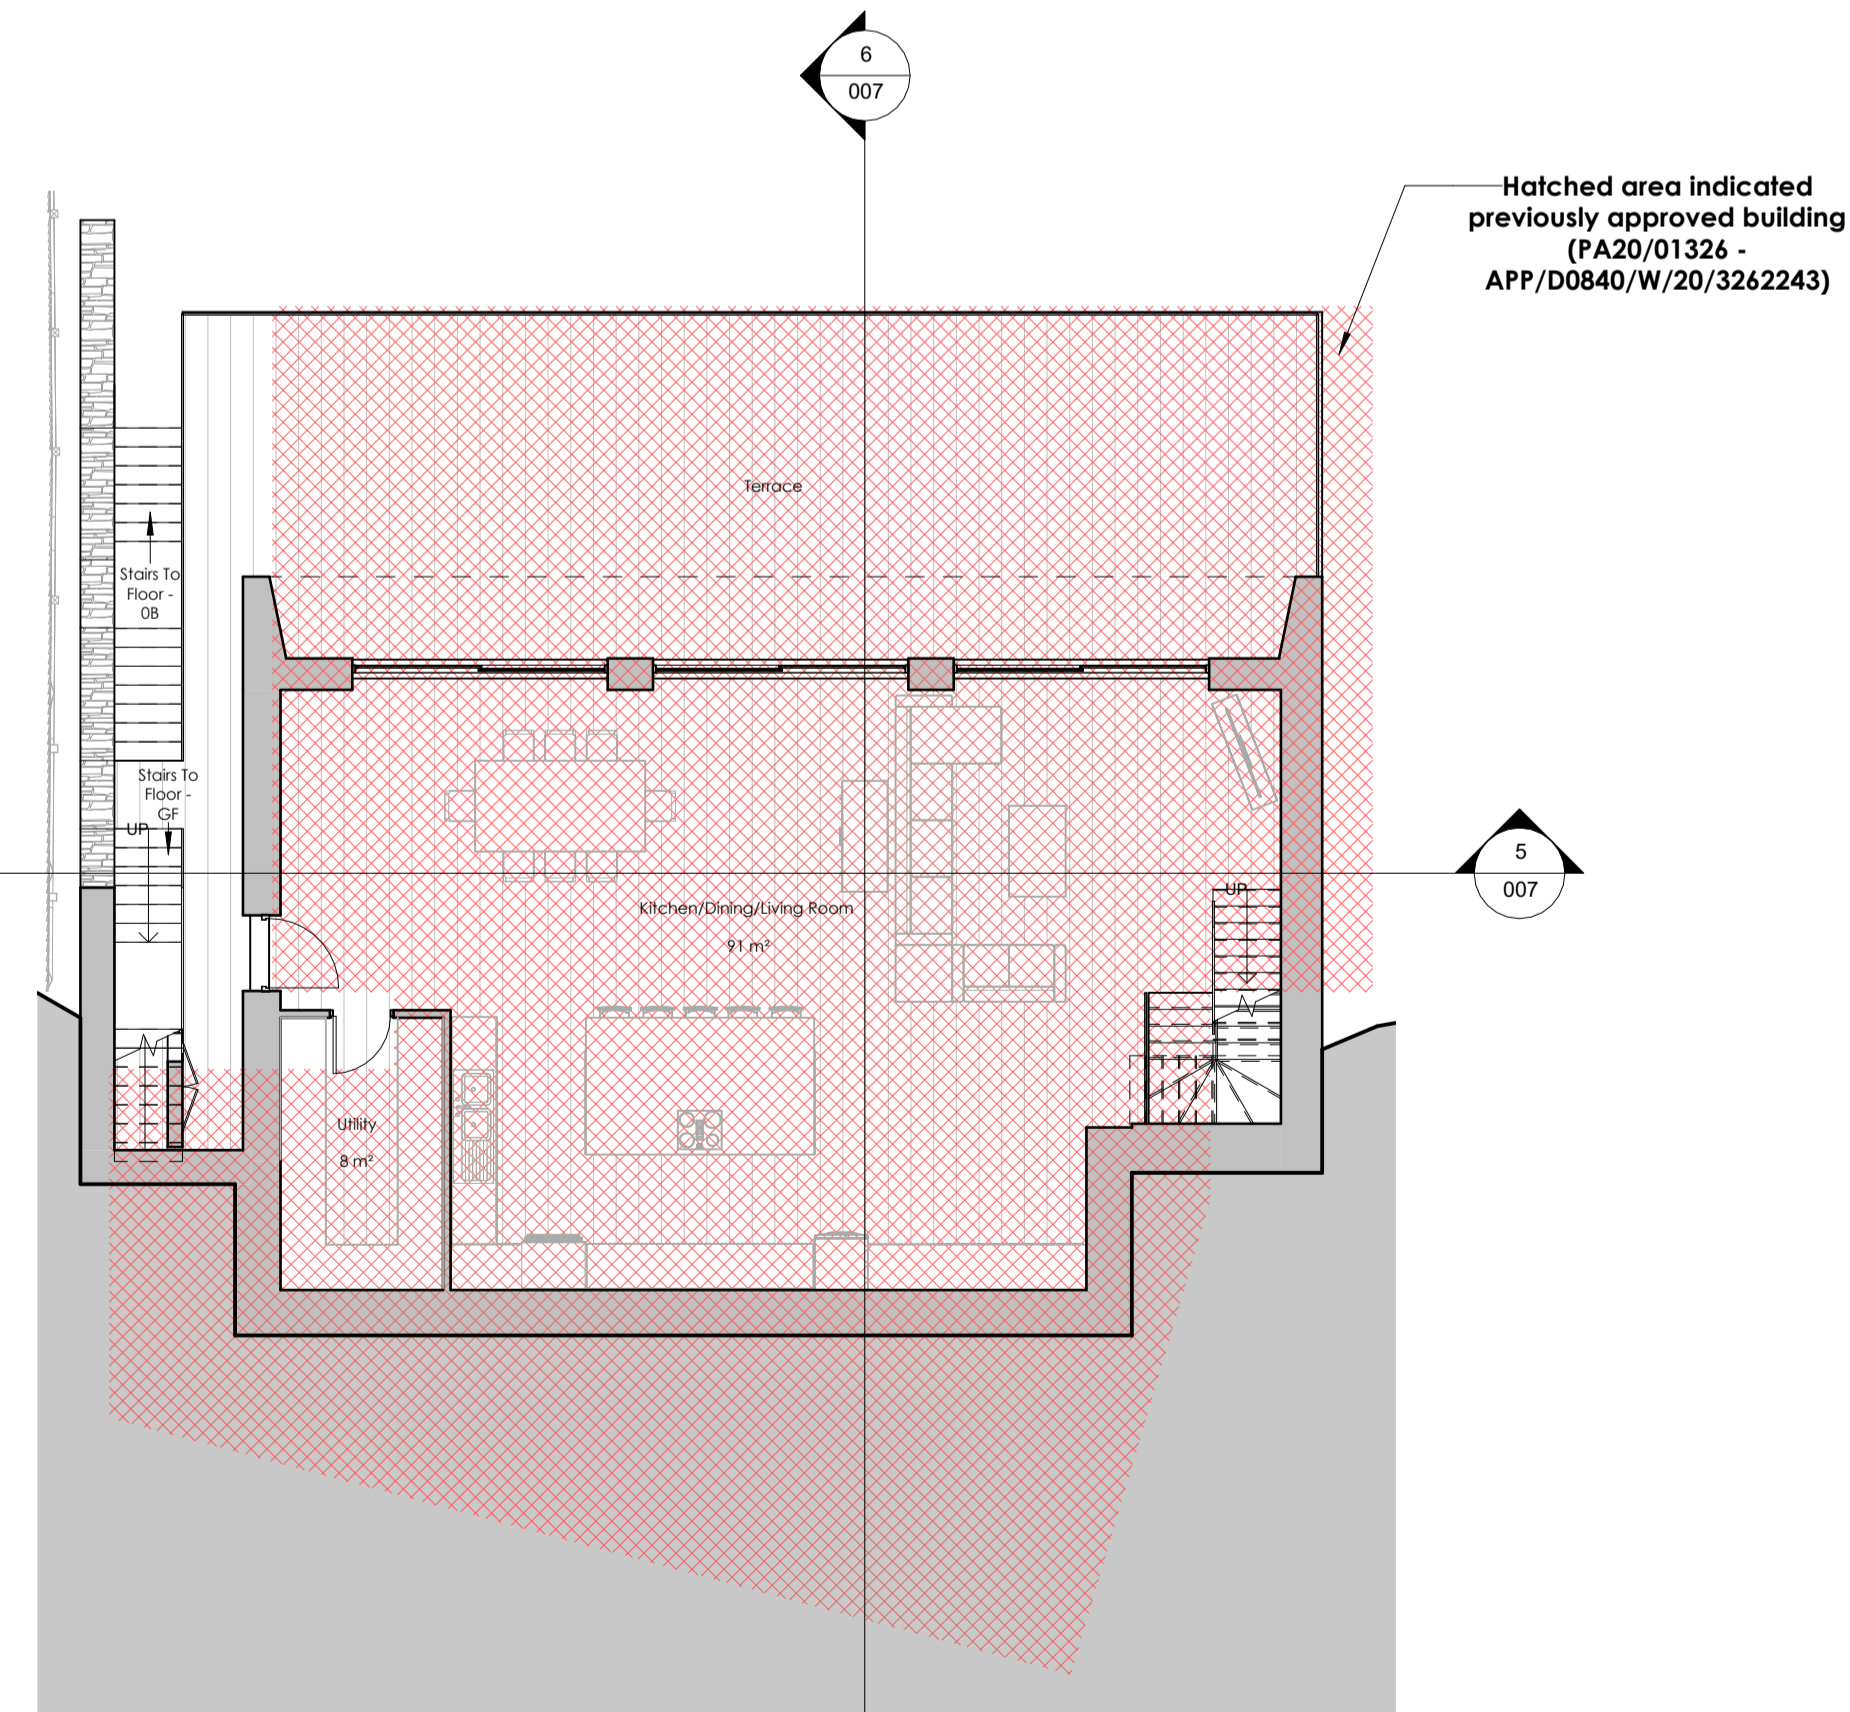 6
007
Hatched area indicated
previously approved building
(PA20/01326 -
APP/D0840/W/20/3262243)
Terrace
Stairs To
Floor -
0B
Stairs To
Floor -
GF
UP
5
007
UP
Kitchen/Dining/Living Room
91 m²
Utility
8 m²